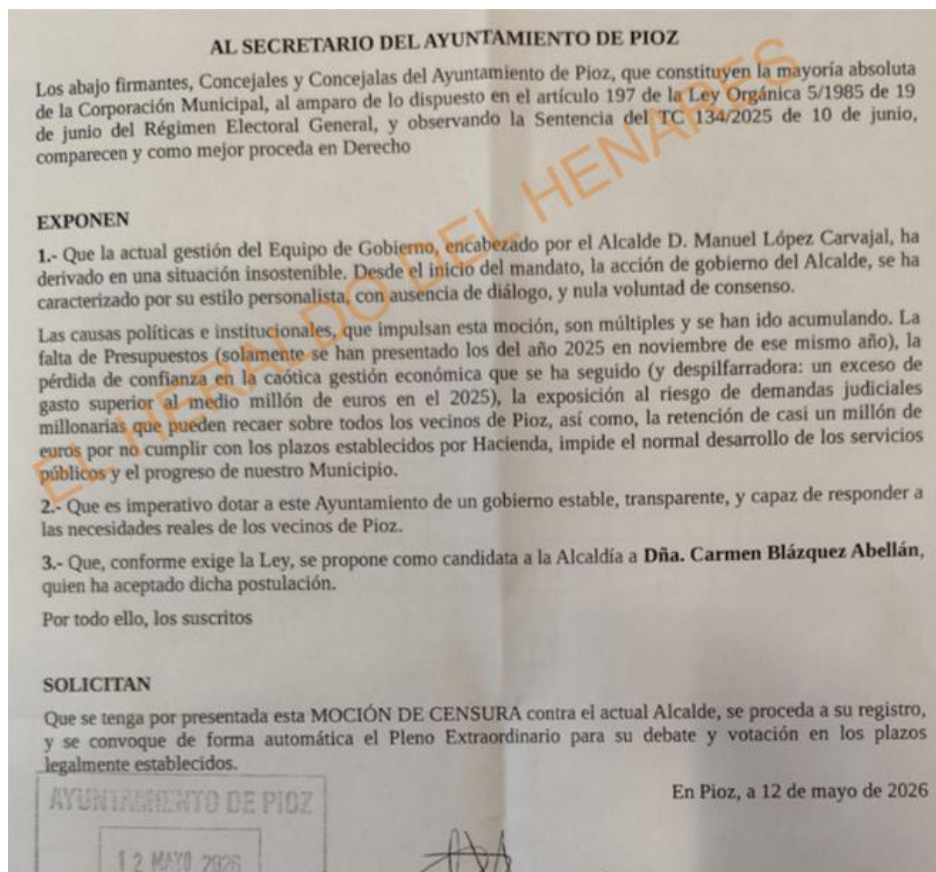 AL SECRETARIO DEL AYUNTAMIENTO DE PIOZ
Los abajo firmantes, Concejales y Concejalas del Ayuntamiento de Pioz, que constituyen la mayoría absoluta
de la Corporación Municipal, al amparo de lo dispuesto en el artículo 197 de la Ley Orgánica 5/1985 de 19
de junio del Régimen Electoral General, y observando la Sentencia del TC 134/2025 de 10 de junio,
comparecen y como mejor proceda en Derecho
EXPONEN
1.- Que la actual gestión del Equipo de Gobierno, encabezado por el Alcalde D. Manuel López Carvajal, ha
derivado en una situación insostenible. Desde el inicio del mandato, la acción de gobierno del Alcalde, se ha
caracterizado por su estilo personalista, con ausencia de diálogo, y nula voluntad de consenso.
Las causas políticas e institucionales, que impulsan esta moción, son múltiples y se han ido acumulando. La
falta de Presupuestos (solamente se han presentado los del año 2025 en noviembre de ese mismo año), la
pérdida de confianza en la caótica gestión económica que se ha seguido (y despilfarradora: un exceso de
gasto superior al medio millón de euros en el 2025), la exposición al riesgo de demandas judiciales
millonarias que pueden recaer sobre todos los vecinos de Pioz, así como, la retención de casi un millón de
euros por no cumplir con los plazos establecidos por Hacienda, impide el normal desarrollo de los servicios
públicos y el progreso de nuestro Municipio.
2.- Que es imperativo dotar a este Ayuntamiento de un gobierno estable, transparente, y capaz de responder a
las necesidades reales de los vecinos de Pioz.
3.- Que, conforme exige la Ley, se propone como candidata a la Alcaldía a Dña. Carmen Blázquez Abellán,
quien ha aceptado dicha postulación.
Por todo ello, los suscritos
SOLICITAN
Que se tenga por presentada esta MOCIÓN DE CENSURA contra el actual Alcalde, se proceda a su registro,
y se convoque de forma automática el Pleno Extraordinario para su debate y votación en los plazos
legalmente establecidos.
En Pioz, a 12 de mayo de 2026
AYUNTAMIENTO DE PIOZ
12 MAYO 2026
EL HERALDO DEL HENARES